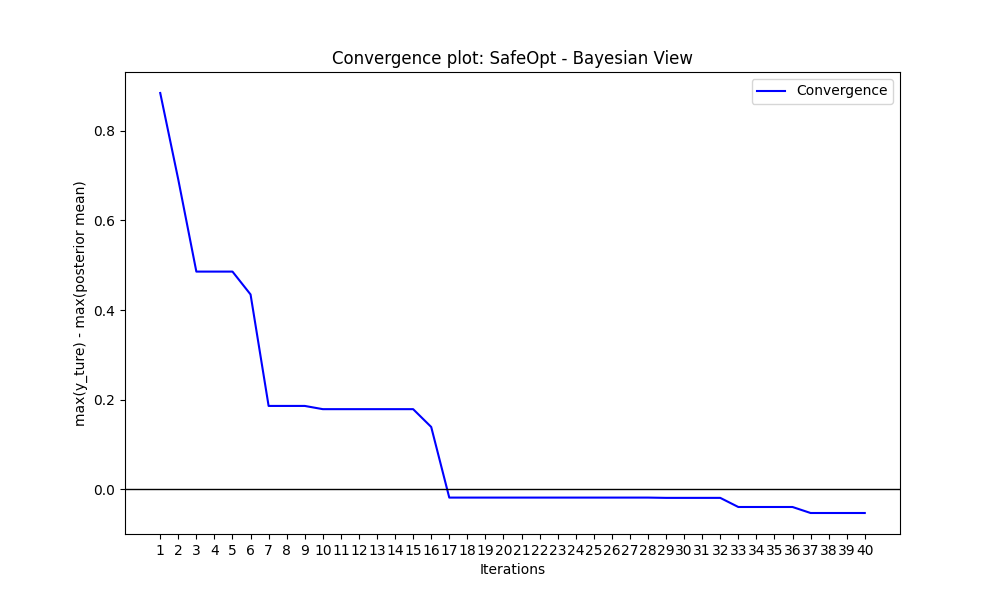 Convergence plot: SafeOpt - Bayesian View
Convergence
max(y_ture) - max(posterior mean)
0.8
0.6
0.4
0.2
0.0
1 2 3 4 5 6 7 8 9 10 11 12 13 14 15 16 17 18 19 20 21 22 23 24 25 26 27 28 29 30 31 32 33 34 35 36 37 38 39 40
Iterations